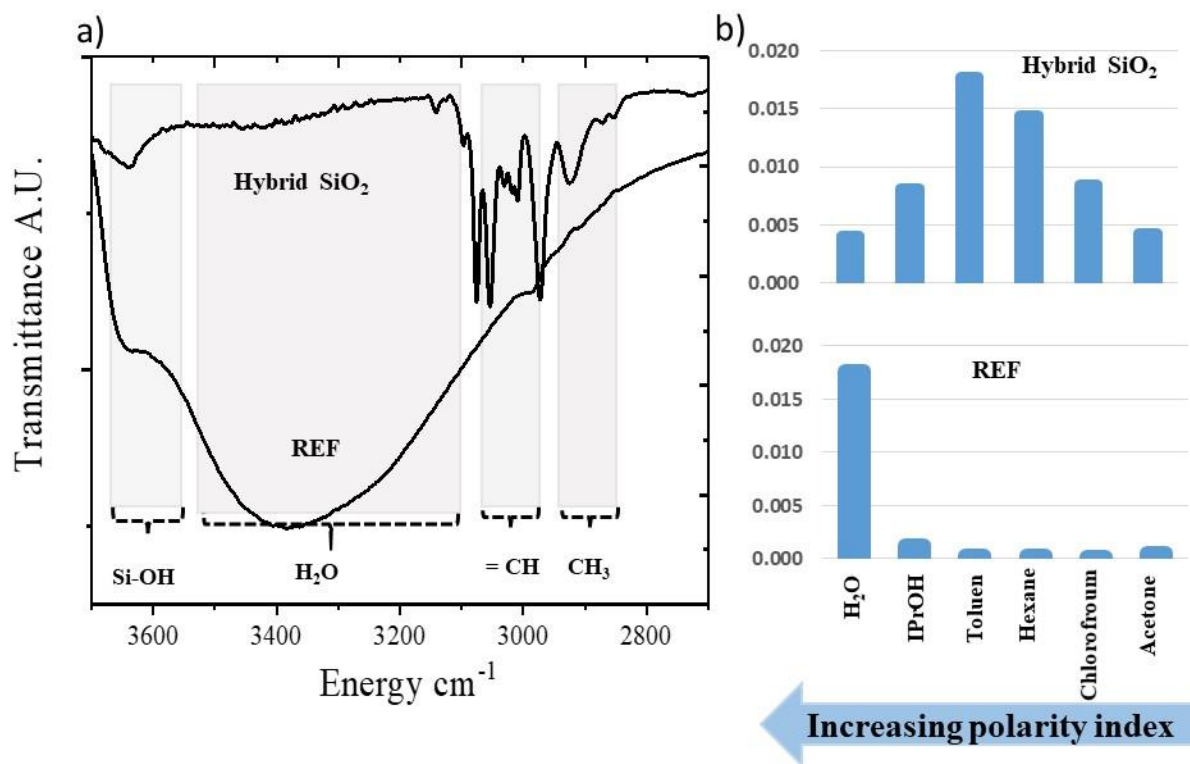 a)
Transmittance A.U.
Hybrid SiO₂
REF
Si-OH
H₂O
= CH
CH₃
3600
3400
3200
3000
2800
Energy cm⁻¹
b)
0.020
0.015
0.010
0.005
0.000
Hybrid SiO₂
0.020
0.015
0.010
0.005
0.000
REF
H₂O
IPrOH
Toluen
Hexane
Chlorofroum
Acetone
Increasing polarity index